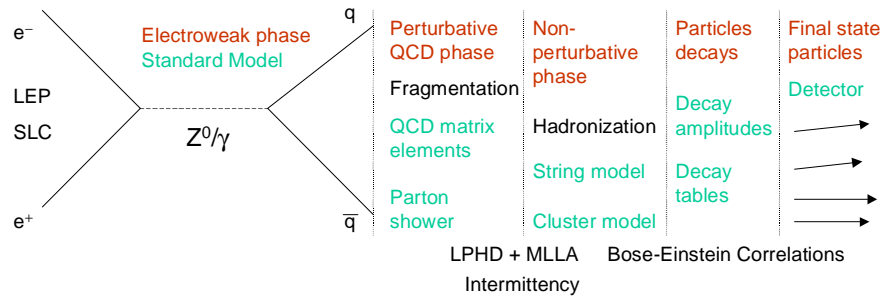 e⁻
LEP
SLC
e⁺
Electroweak phase
Standard Model
Z⁰/γ
q
q̅
Perturbative
QCD phase
Fragmentation
QCD matrix
elements
Parton
shower
Non-
perturbative
phase
Hadronization
String model
Cluster model
Particles
decays
Decay
amplitudes
Decay
tables
Final state
particles
Detector
LPHD + MLLA
Bose-Einstein Correlations
Intermittency